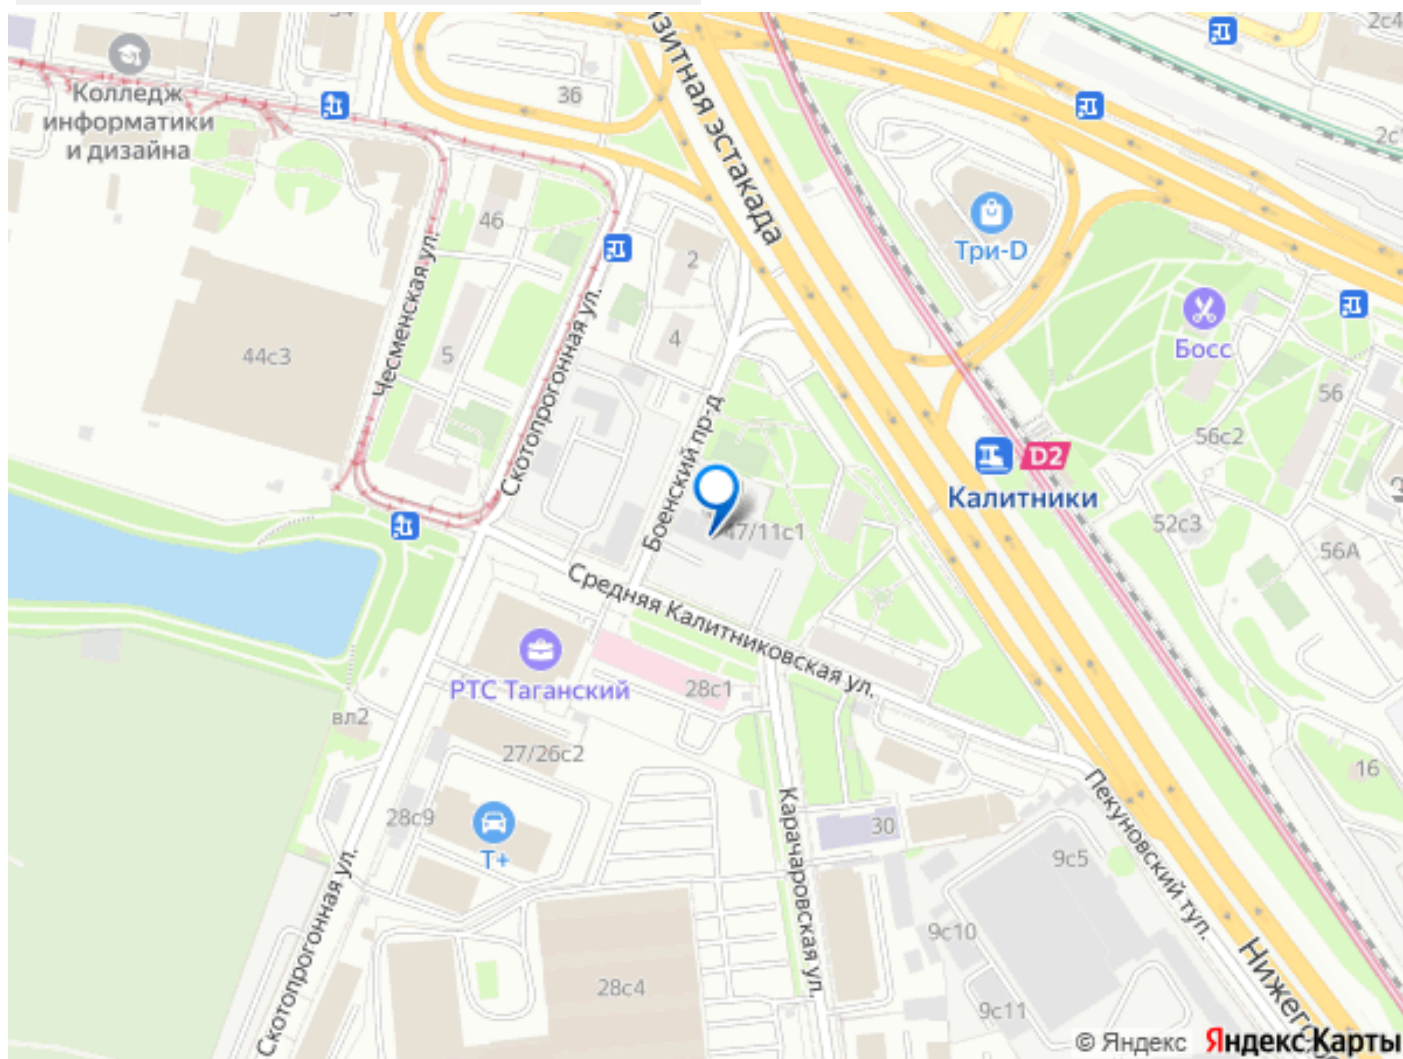 2с4
зитная эстакада
36
Колледж
информатики
и дизайна
2с
46
2
Три-D
Чесменская ул.
Скотопрогонная ул.
44с3
5
4
Босс
56
56с2
Боенский пр-д
D2
Калитники
47/11с1
52с3
56А
Средняя Калитниковская ул.
РТС Таганский
28с1
вл2
27/26с2
16
28с9
Т+
30
Карачаровская ул.
Пекуновский туп.
9с5
Скотопрогонная ул.
9с10
28с4
9с11
Нижего
© Яндекс Яндекс Карты